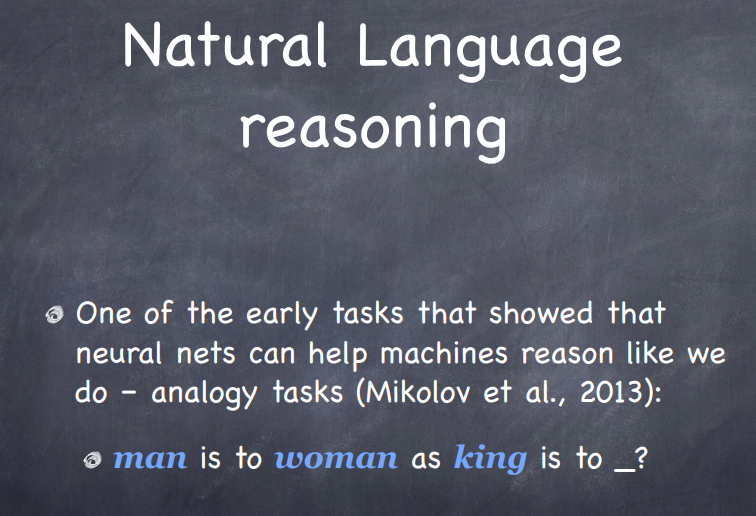 Natural Language
reasoning
One of the early tasks that showed that
neural nets can help machines reason like we
do - analogy tasks (Mikolov et al., 2013):
man is to woman as king is to _?